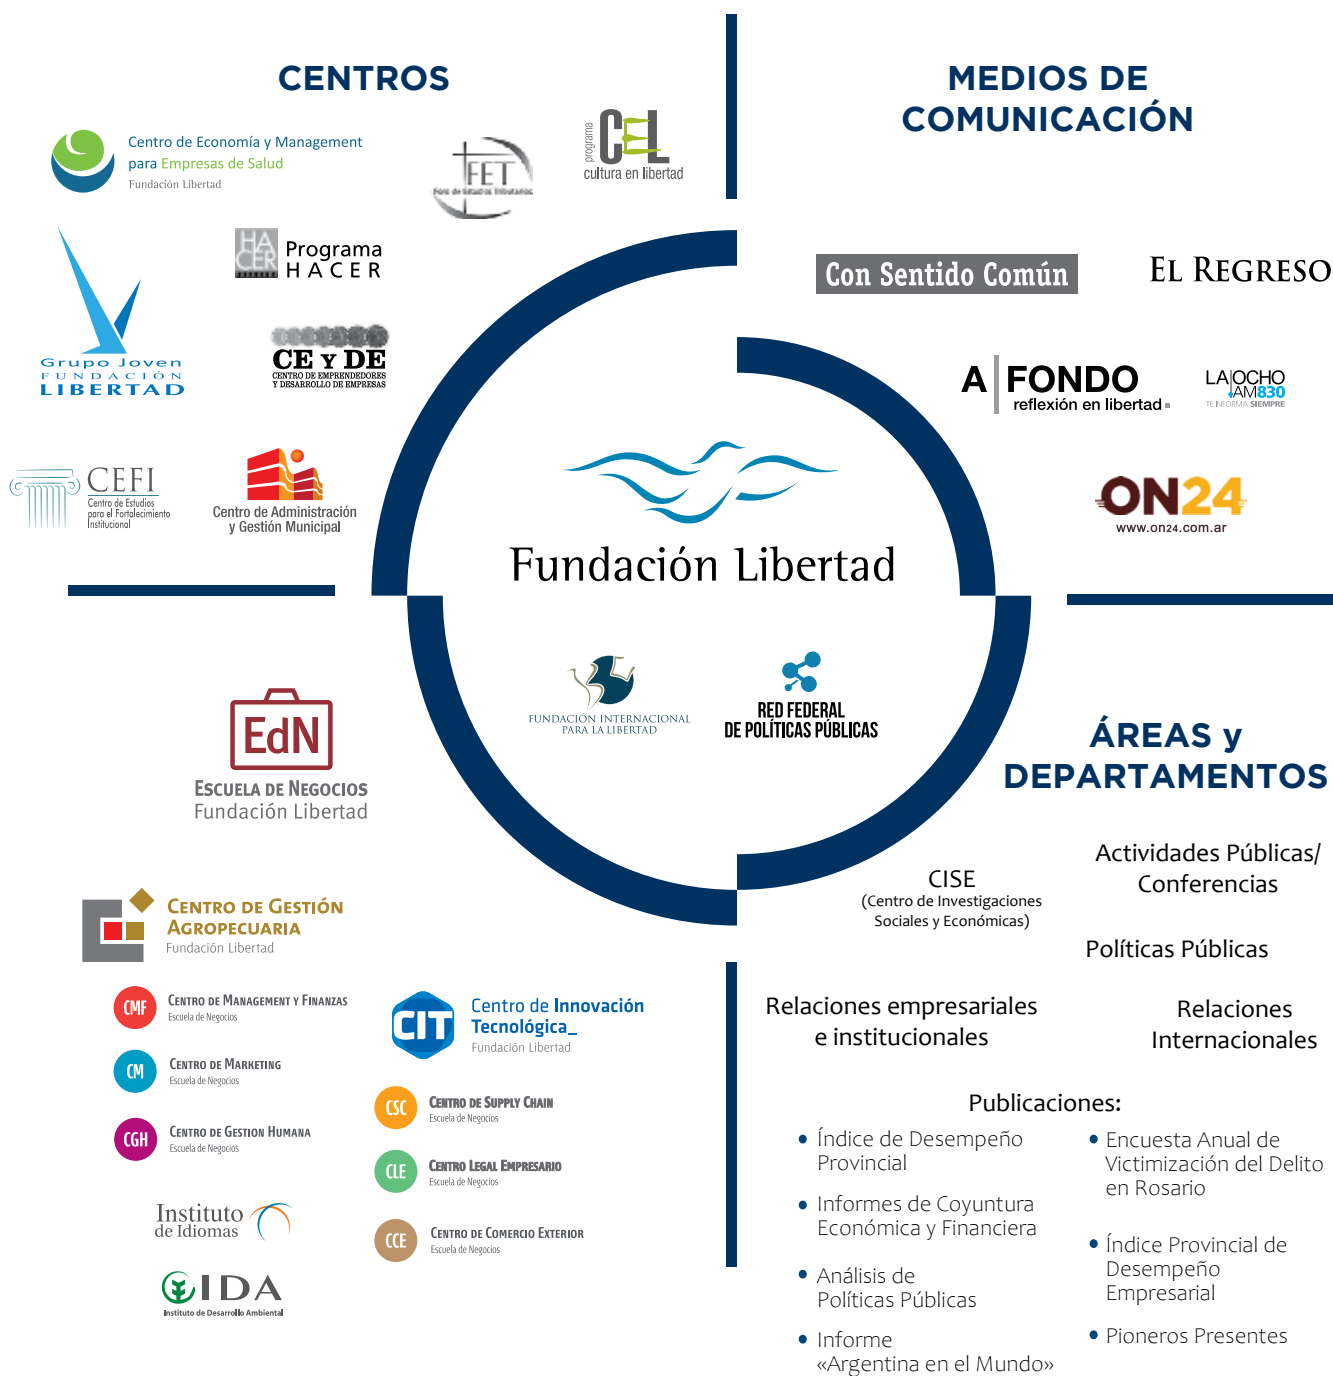 CENTROS
Centro de Economía y Management
para Empresas de Salud
Fundación Libertad
FET
Foro de Estudios Tributarios
programa
CEL
cultura en libertad
HACER
Programa
HACER
Grupo Joven
FUNDACIÓN
LIBERTAD
CE Y DE
CENTRO DE EMPRENDEDORES
Y DESARROLLO DE EMPRESAS
CEFI
Centro de Estudios
para el Fortalecimiento
Institucional
Centro de Administración
y Gestión Municipal
MEDIOS DE
COMUNICACIÓN
Con Sentido Común
EL REGRESO
A FONDO
reflexión en libertad
LA OCHO
AM830
TE INFORMA. SIEMPRE
ON24
www.on24.com.ar
Fundación Libertad
FUNDACIÓN INTERNACIONAL
PARA LA LIBERTAD
RED FEDERAL
DE POLÍTICAS PÚBLICAS
EdN
ESCUELA DE NEGOCIOS
Fundación Libertad
CENTRO DE GESTIÓN
AGROPECUARIA
Fundación Libertad
CMF
CENTRO DE MANAGEMENT Y FINANZAS
Escuela de Negocios
CM
CENTRO DE MARKETING
Escuela de Negocios
CGH
CENTRO DE GESTION HUMANA
Escuela de Negocios
Instituto
de Idiomas
IDA
Instituto de Desarrollo Ambiental
CIT
Centro de Innovación
Tecnológica_
Fundación Libertad
CSC
CENTRO DE SUPPLY CHAIN
Escuela de Negocios
CLE
CENTRO LEGAL EMPRESARIO
Escuela de Negocios
CCE
CENTRO DE COMERCIO EXTERIOR
Escuela de Negocios
ÁREAS y
DEPARTAMENTOS
CISE
(Centro de Investigaciones
Sociales y Económicas)
Actividades Públicas/
Conferencias
Políticas Públicas
Relaciones empresariales
e institucionales
Relaciones
Internacionales
Publicaciones:
• Índice de Desempeño
Provincial
• Informes de Coyuntura
Económica y Financiera
• Análisis de
Políticas Públicas
• Informe
«Argentina en el Mundo»
• Encuesta Anual de
Victimización del Delito
en Rosario
• Índice Provincial de
Desempeño
Empresarial
• Pioneros Presentes